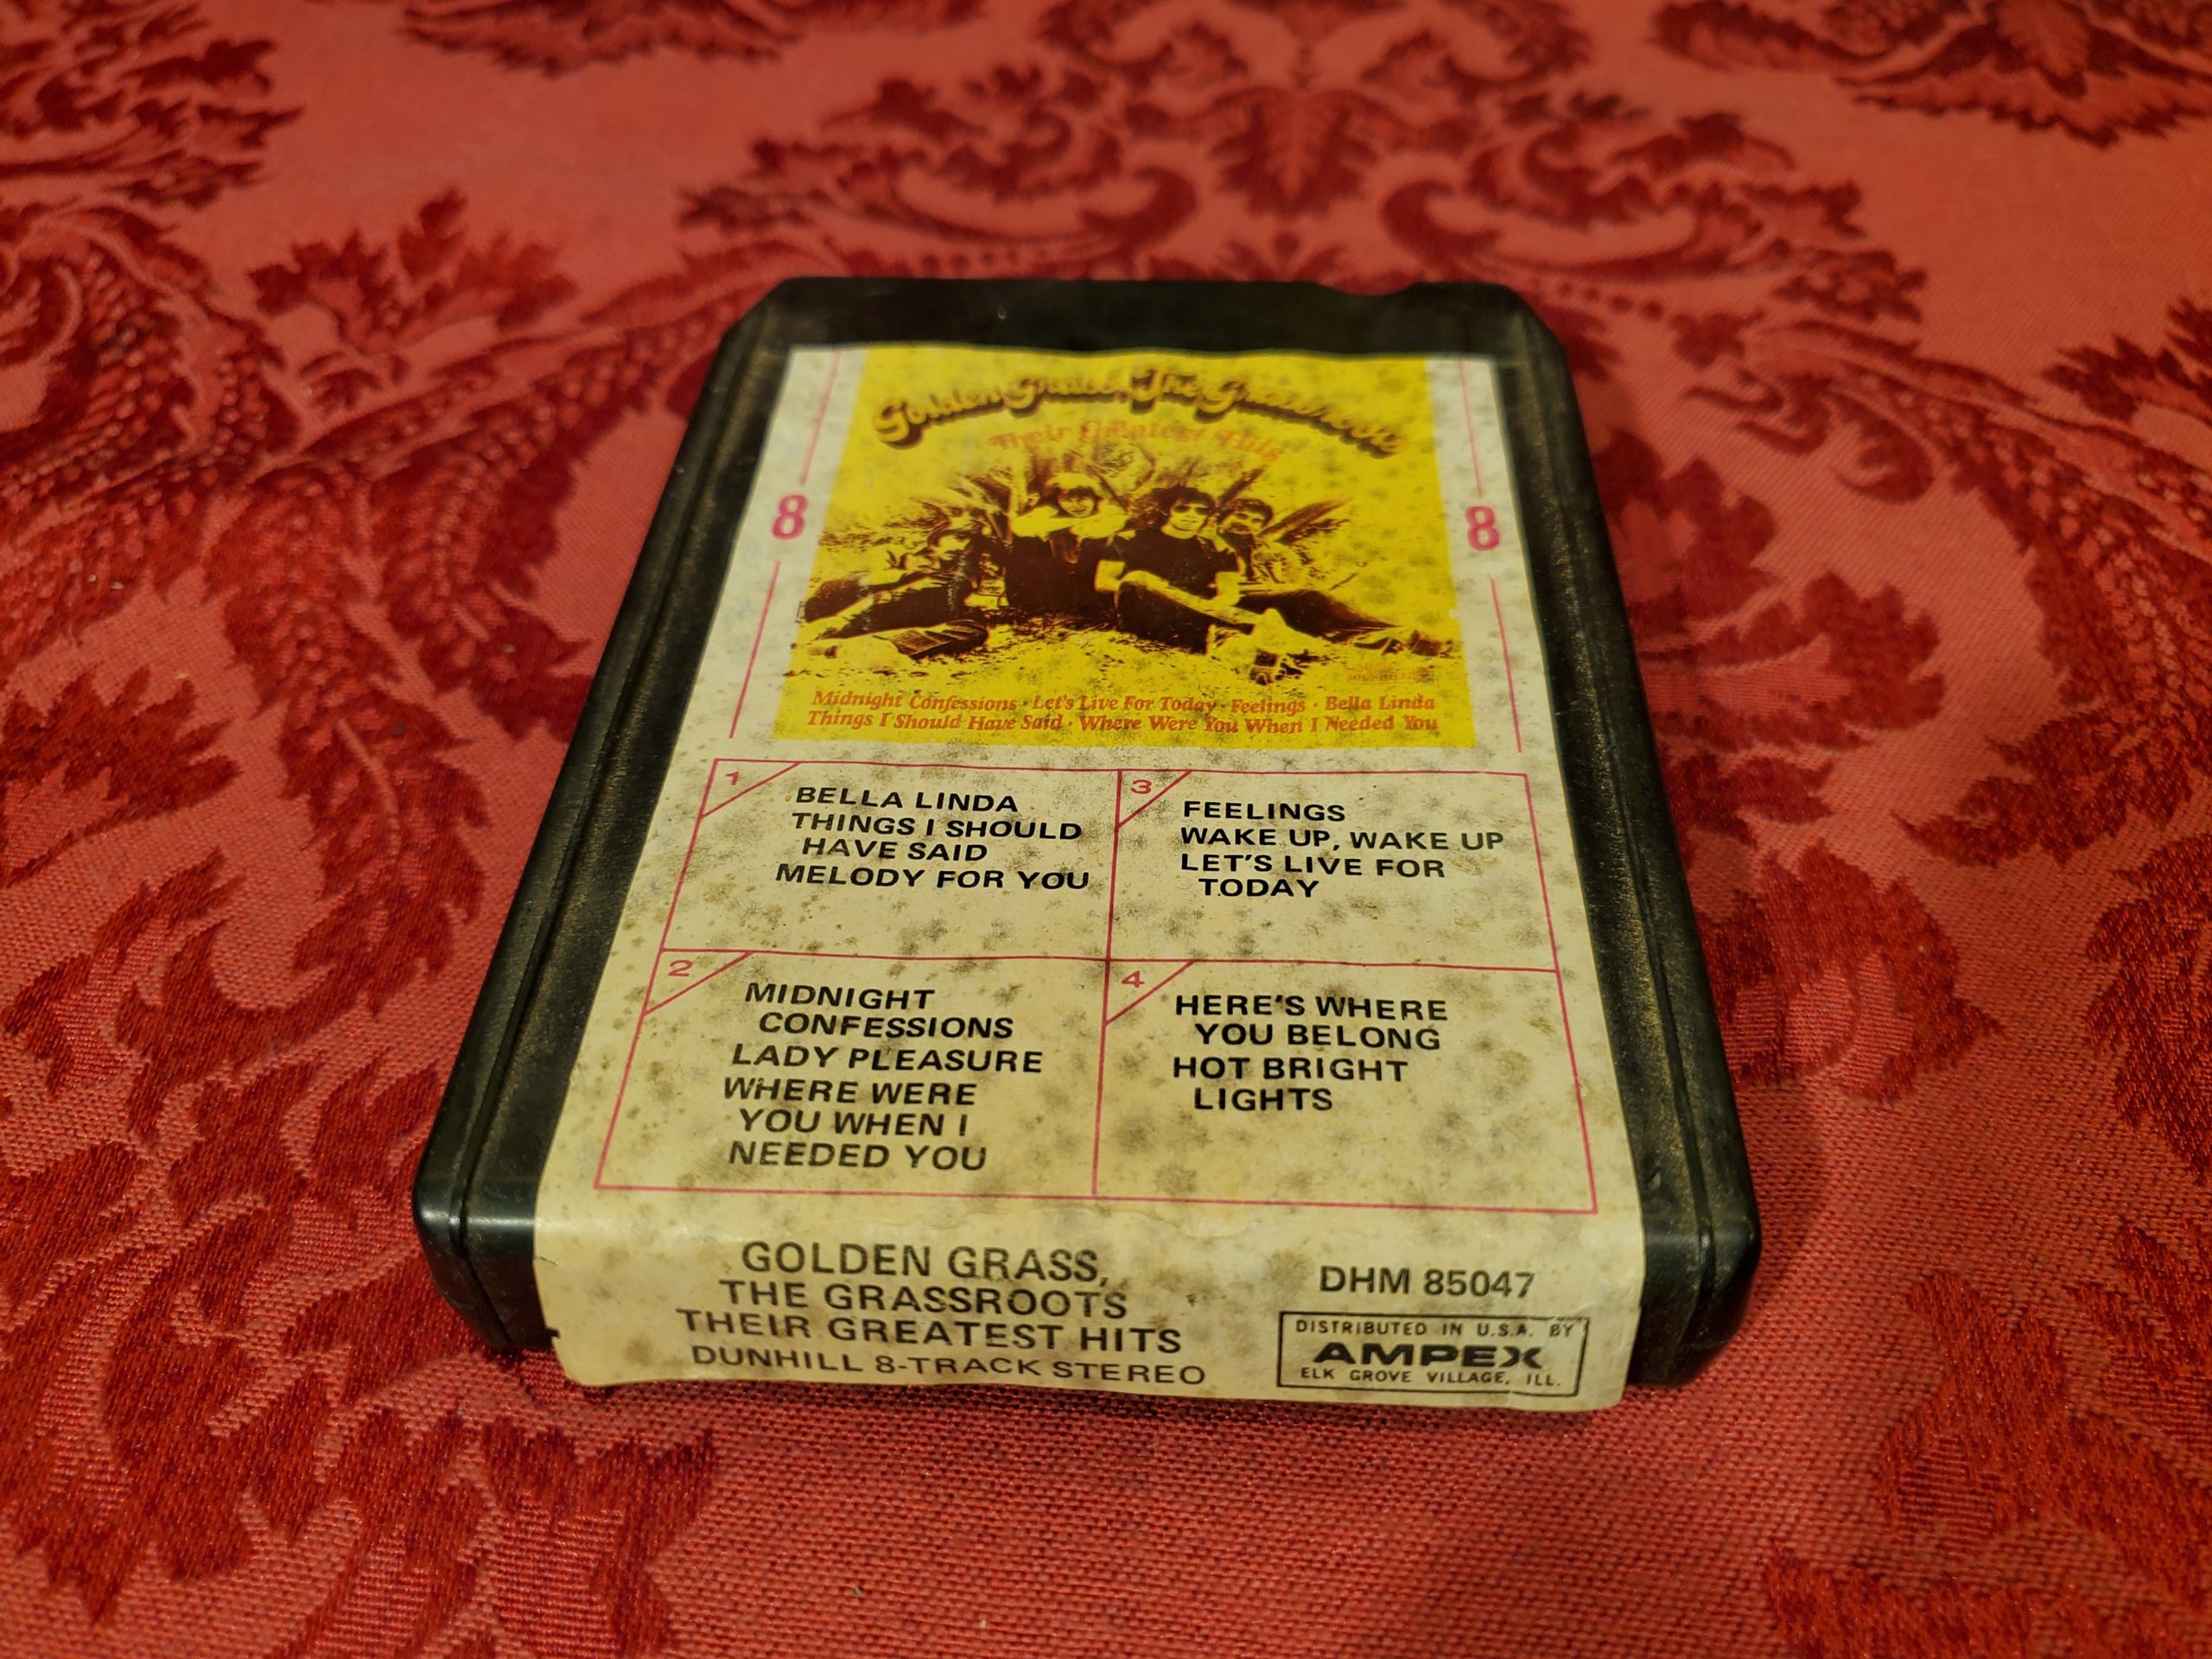 Golden Grass, The Grassroots
Their Greatest Hits
8
8
Midnight Confessions · Let's Live For Today · Feelings · Bella Linda
Things I Should Have Said · Where Were You When I Needed You
1
BELLA LINDA
THINGS I SHOULD
HAVE SAID
MELODY FOR YOU
2
MIDNIGHT
CONFESSIONS
LADY PLEASURE
WHERE WERE
YOU WHEN I
NEEDED YOU
3
FEELINGS
WAKE UP, WAKE UP
LET'S LIVE FOR
TODAY
4
HERE'S WHERE
YOU BELONG
HOT BRIGHT
LIGHTS
GOLDEN GRASS,
THE GRASSROOTS
THEIR GREATEST HITS
DUNHILL 8-TRACK STEREO
DHM 85047
DISTRIBUTED IN U.S.A. BY
AMPEX
ELK GROVE VILLAGE, ILL.